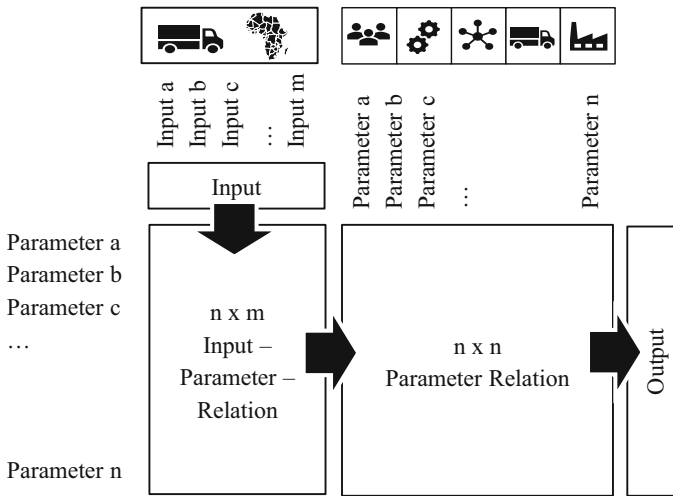 Input a
Input b
Input c
…
Input m
Parameter a
Parameter b
Parameter c
…
Parameter n
Input
Parameter a
Parameter b
Parameter c
…
Parameter n
n x m
Input –
Parameter –
Relation
n x n
Parameter Relation
Output